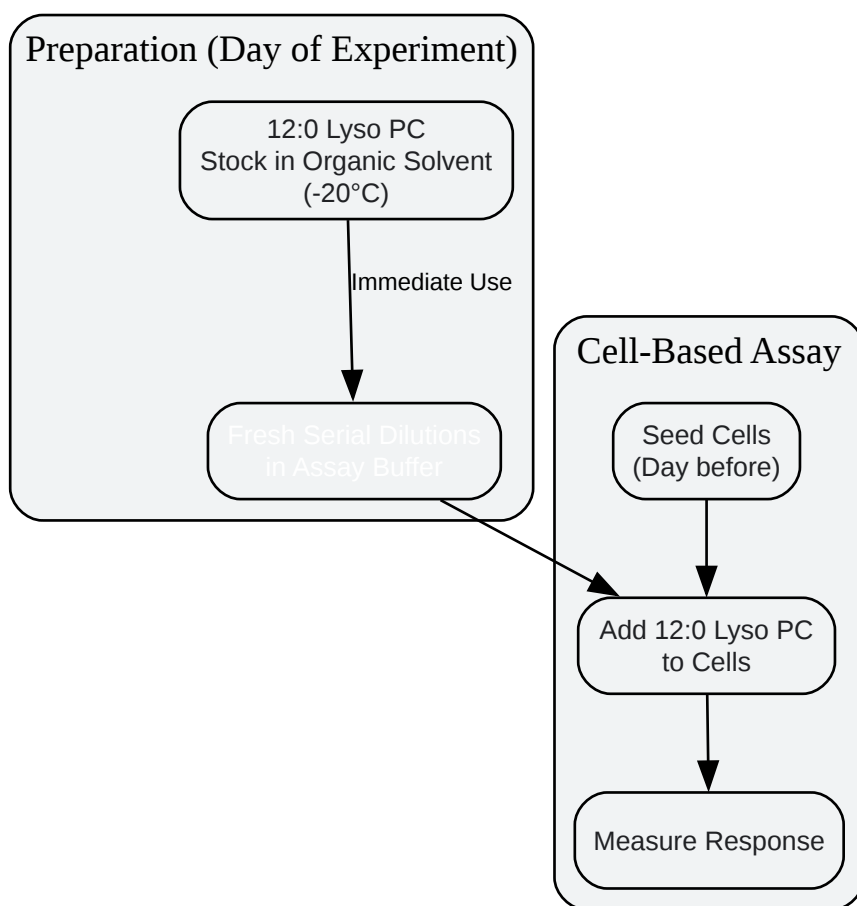 Preparation (Day of Experiment)
12:0 Lyso PC
Stock in Organic Solvent
(-20°C)
Immediate Use
Fresh Serial Dilutions
in Assay Buffer
Cell-Based Assay
Seed Cells
(Day before)
Add 12:0 Lyso PC
to Cells
Measure Response